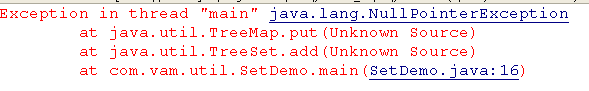 Exception in thread "main" java.lang.NullPointerException
at java.util.TreeMap.put(Unknown Source)
at java.util.TreeSet.add(Unknown Source)
at com.vam.util.SetDemo.main(SetDemo.java:16)